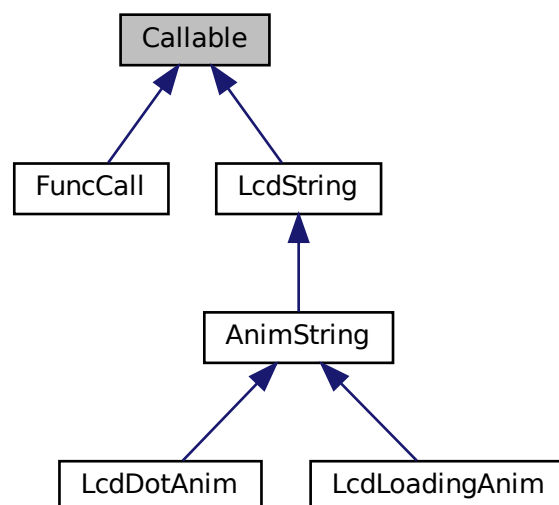 Callable
FuncCall
LcdString
AnimString
LcdDotAnim
LcdLoadingAnim